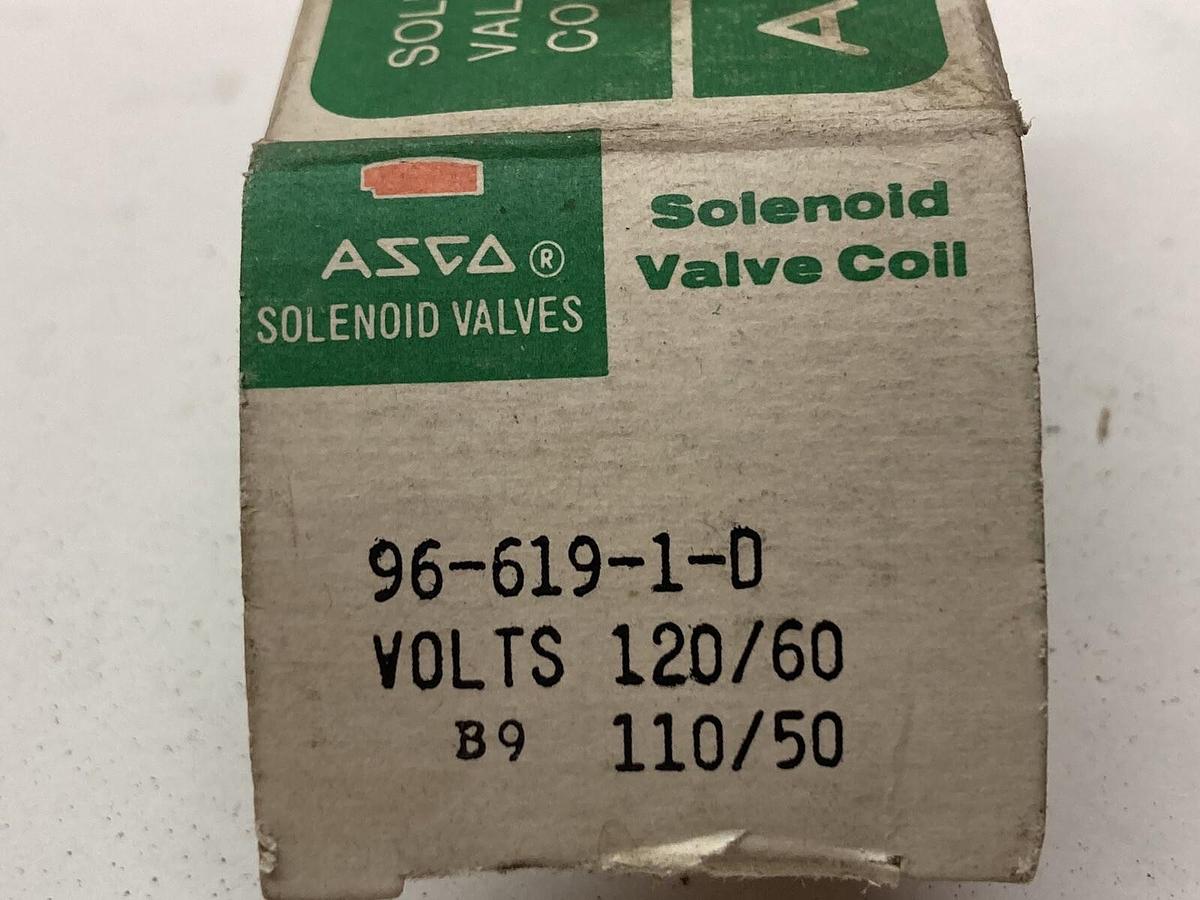 ASCO®
SOLENOID VALVES
Solenoid
Valve Coil
96-619-1-D
VOLTS 120/60
B9 110/50